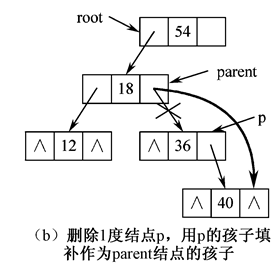 root
54
18
parent
p
∧ 12 ∧
∧ 36
∧ 40 ∧
（b）删除1度结点p，用p的孩子填
补作为parent结点的孩子